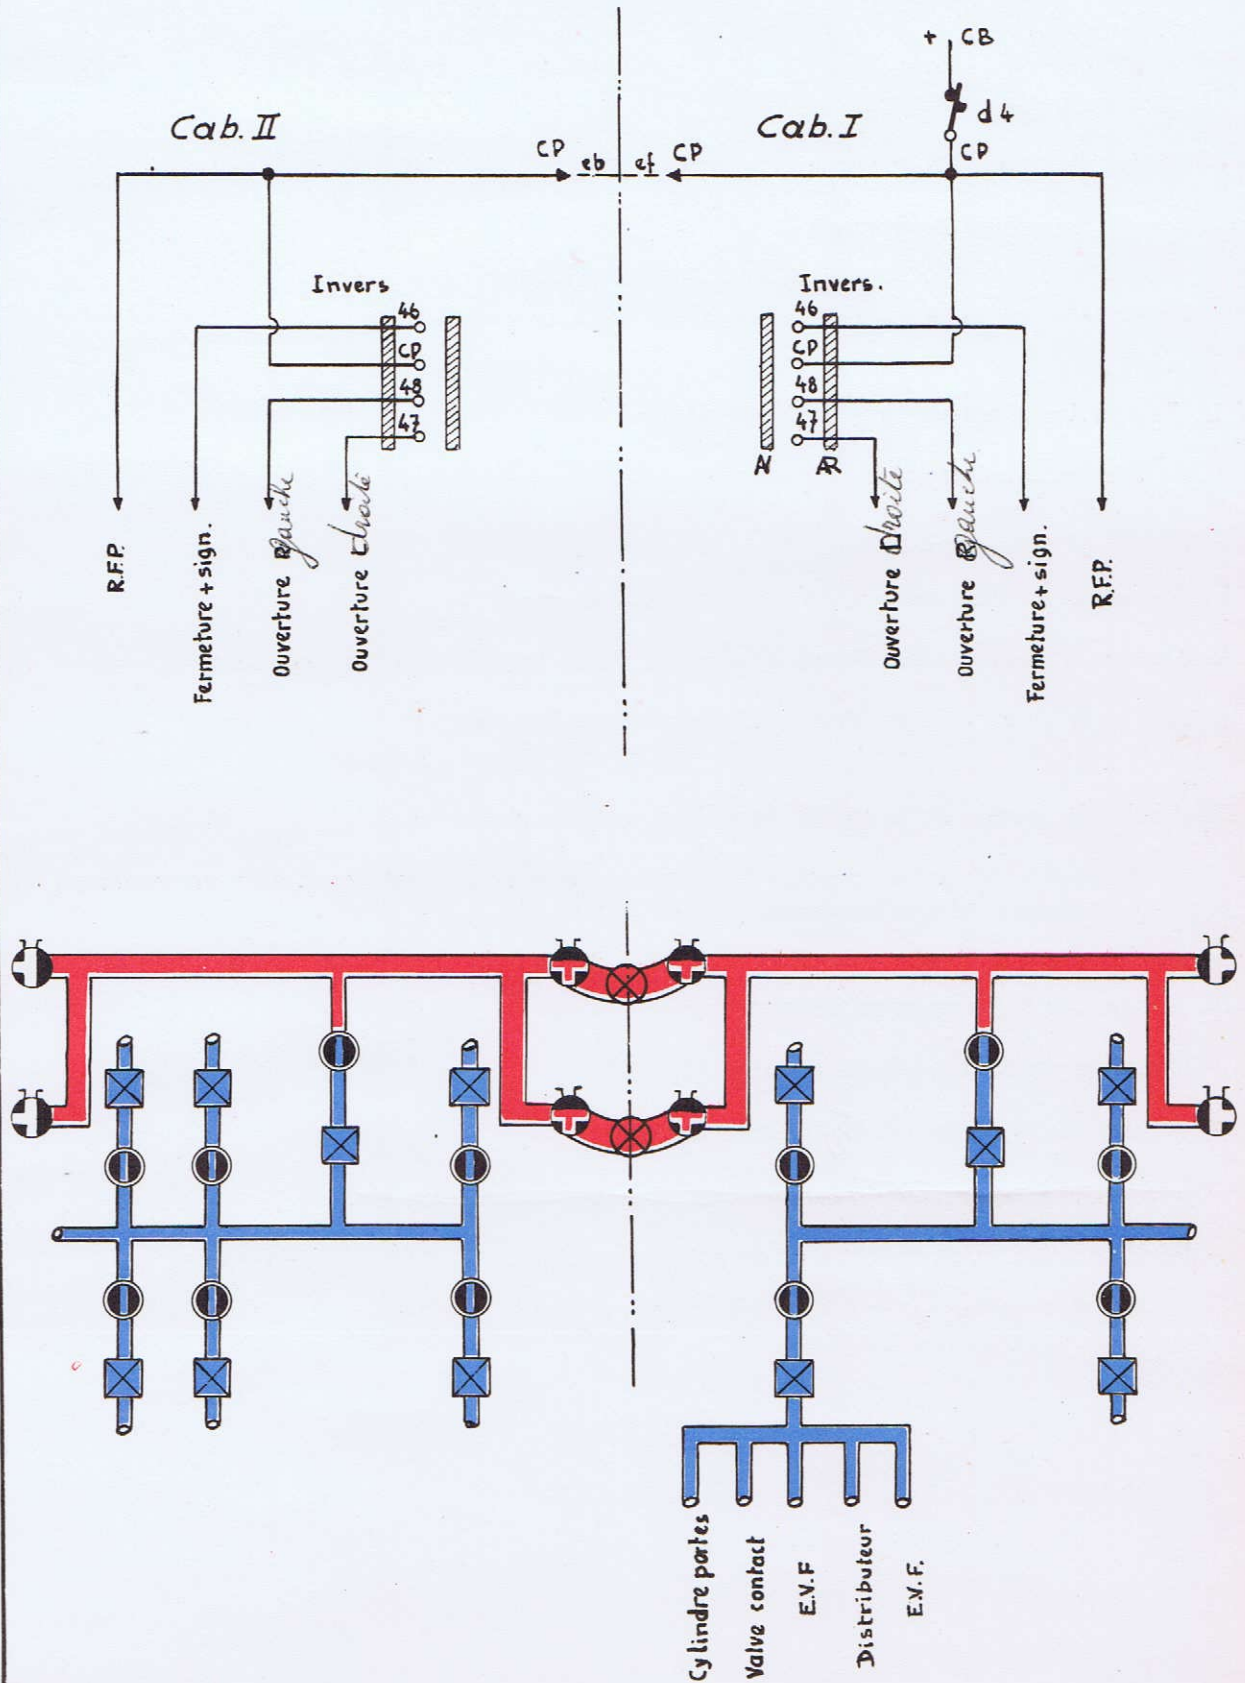 + CB
d4
CP
Cab. II
Cab. I
CP eb ef CP
Invers
46
CP
48
47
Invers.
46
CP
48
47
AV AR
R.F.P.
Fermeture + sign.
Ouverture gauche
Ouverture droite
Ouverture droite
Ouverture gauche
Fermeture + sign.
R.F.P.
Cylindre portes
Valve contact
E.V.F
Distributeur
E.V.F.